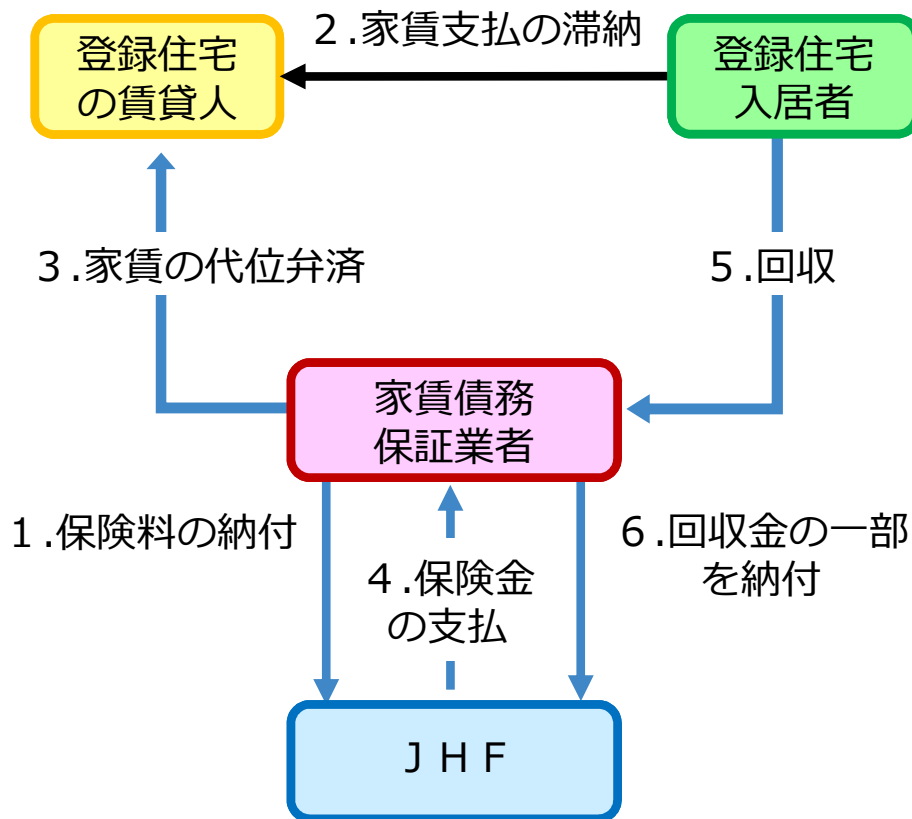 2.家賃支払の滞納
登録住宅
の賃貸人
登録住宅
入居者
3.家賃の代位弁済
5.回収
家賃債務
保証業者
1.保険料の納付
4.保険金
の支払
6.回収金の一部
を納付
JHF